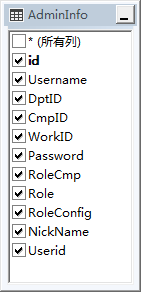 AdminInfo
* (所有列)
id
Username
DptID
CmpID
WorkID
Password
RoleCmp
Role
RoleConfig
NickName
Userid